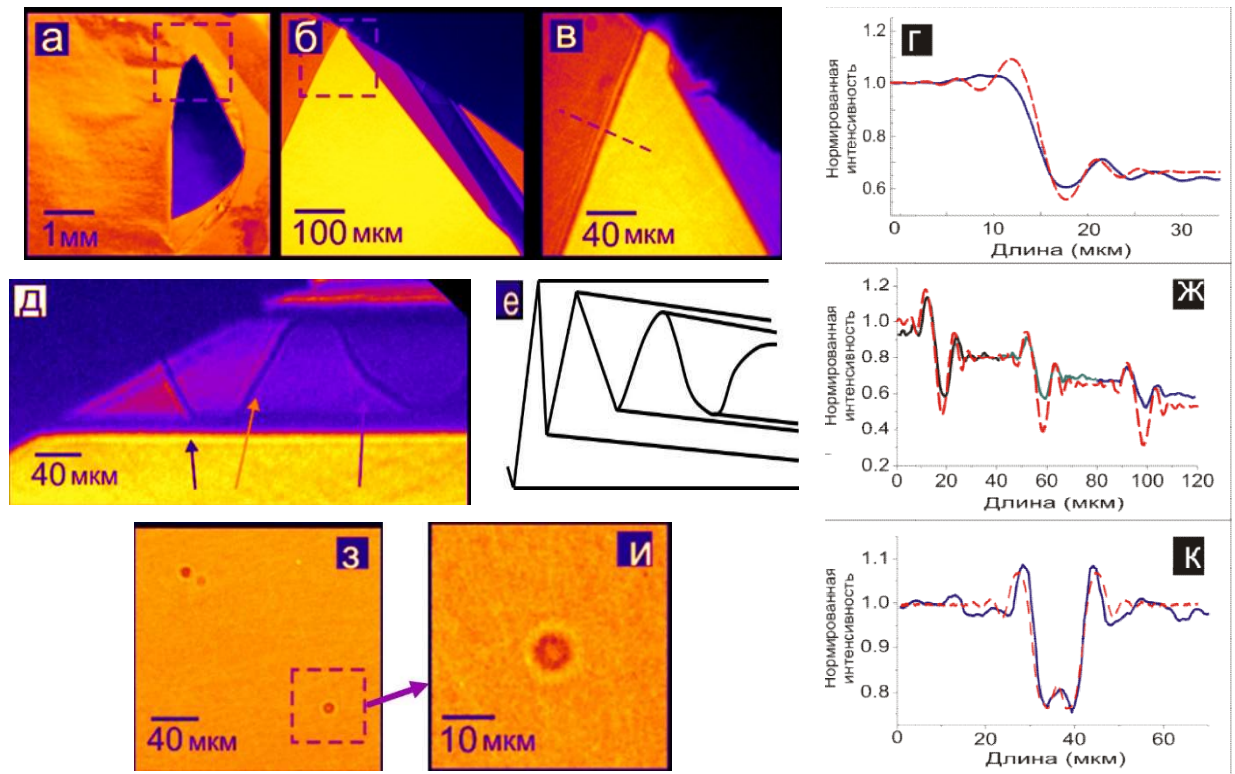 а
1мм
б
100 мкм
в
40 мкм
г
Нормированная
интенсивность
1.2
1.0
0.8
0.6
0
10
20
30
Длина (мкм)
д
40 мкм
е
ж
Нормированная
интенсивность
1.2
1.0
0.8
0.6
0.4
0.2
0
20
40
60
80
100
120
Длина (мкм)
з
40 мкм
и
10 мкм
к
Нормированная
интенсивность
1.1
1.0
0.9
0.8
0
20
40
60
Длина (мкм)